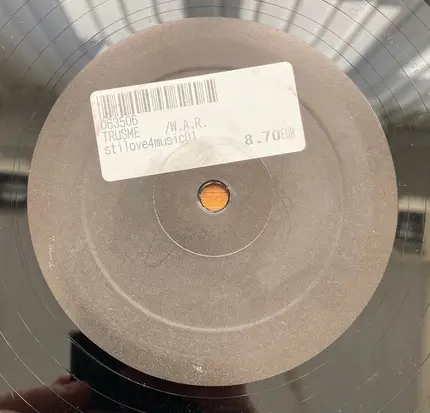 063506
TRUSME /W.A.R.
stilove4music01 8.70EUR